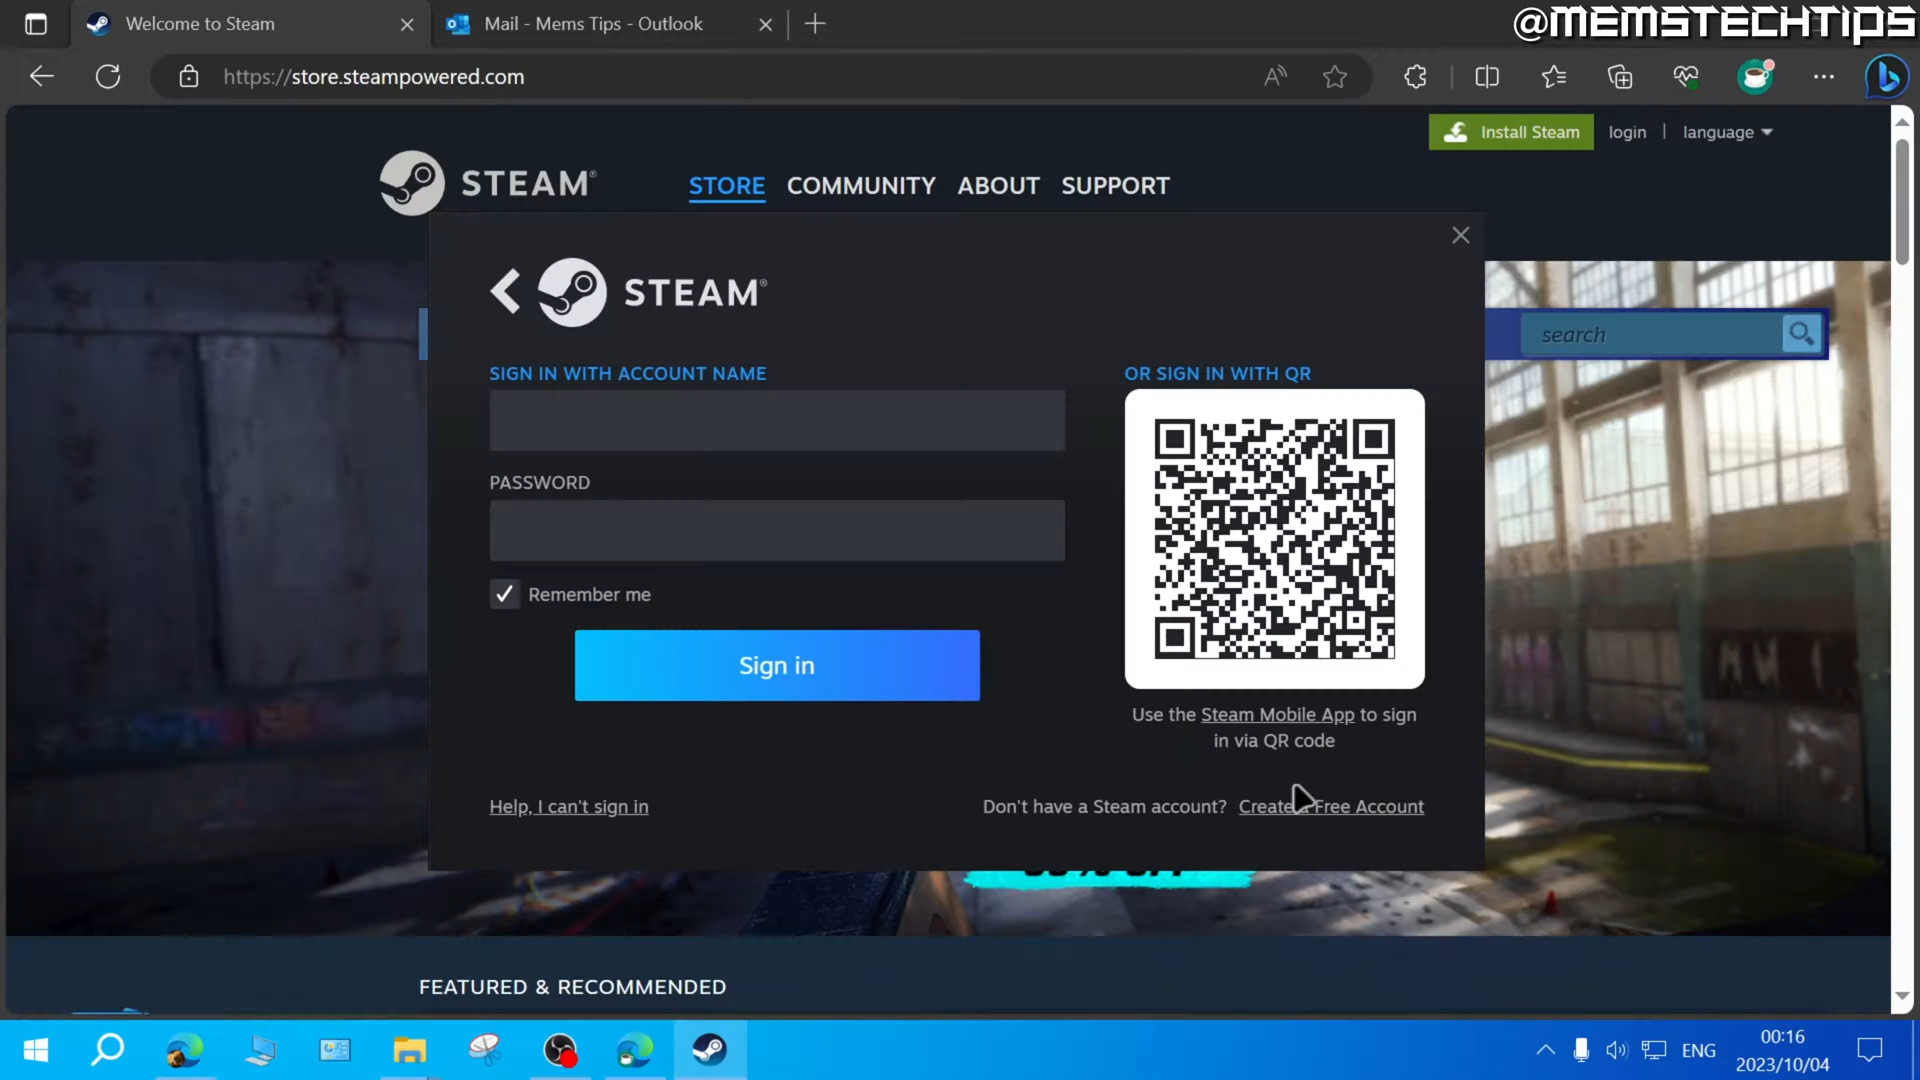 Welcome to Steam
Mail - Mems Tips - Outlook
@MEMSTECHTIPS
https://store.steampowered.com
Install Steam
login
language
STEAM®
STORE
COMMUNITY
ABOUT
SUPPORT
STEAM®
search
SIGN IN WITH ACCOUNT NAME
OR SIGN IN WITH QR
PASSWORD
Remember me
Sign in
Use the Steam Mobile App to sign
in via QR code
Help, I can't sign in
Don't have a Steam account? Create a Free Account
FEATURED & RECOMMENDED
ENG
00:16
2023/10/04